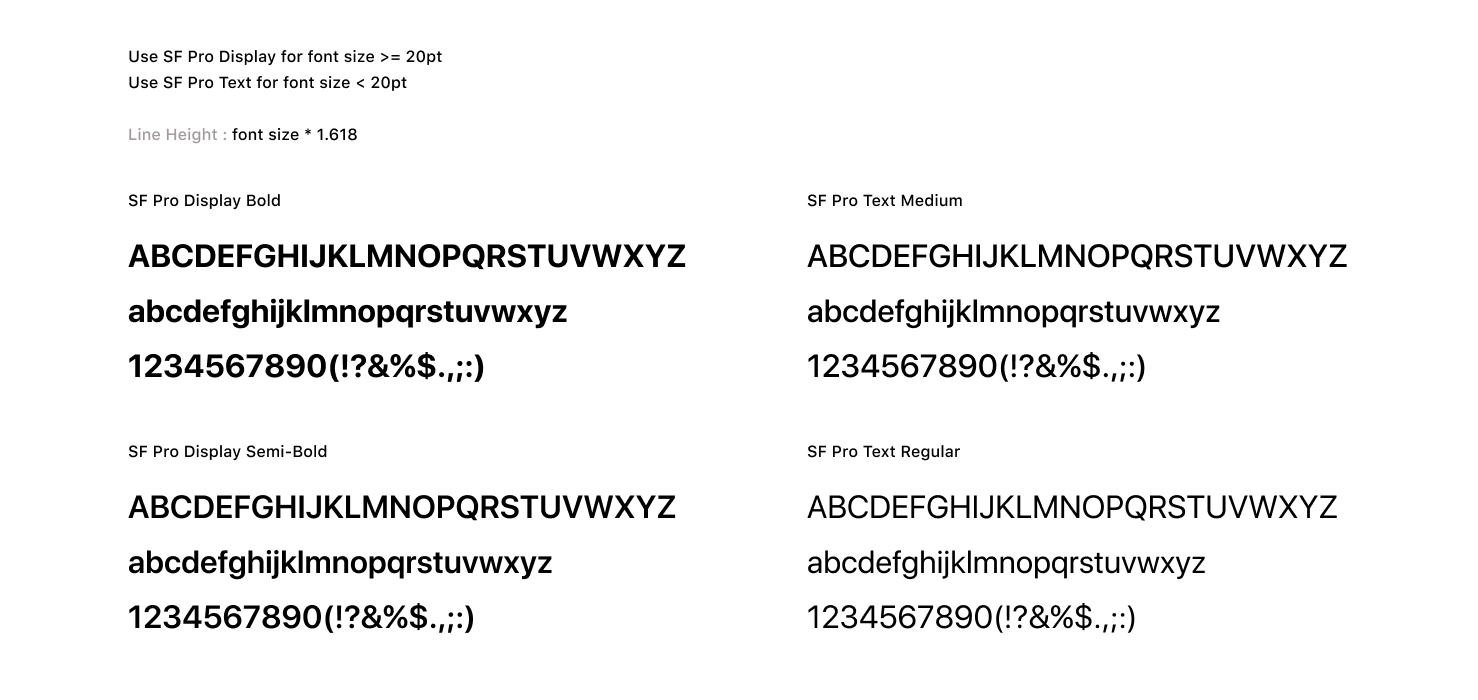 Use SF Pro Display for font size >= 20pt
Use SF Pro Text for font size < 20pt
Line Height : font size * 1.618
SF Pro Display Bold
ABCDEFGHIJKLMNOPQRSTUVWXYZ
abcdefghijklmnopqrstuvwxyz
1234567890(!?&%$.,;:)
SF Pro Text Medium
ABCDEFGHIJKLMNOPQRSTUVWXYZ
abcdefghijklmnopqrstuvwxyz
1234567890(!?&%$.,;:)
SF Pro Display Semi-Bold
ABCDEFGHIJKLMNOPQRSTUVWXYZ
abcdefghijklmnopqrstuvwxyz
1234567890(!?&%$.,;:)
SF Pro Text Regular
ABCDEFGHIJKLMNOPQRSTUVWXYZ
abcdefghijklmnopqrstuvwxyz
1234567890(!?&%$.,;:)